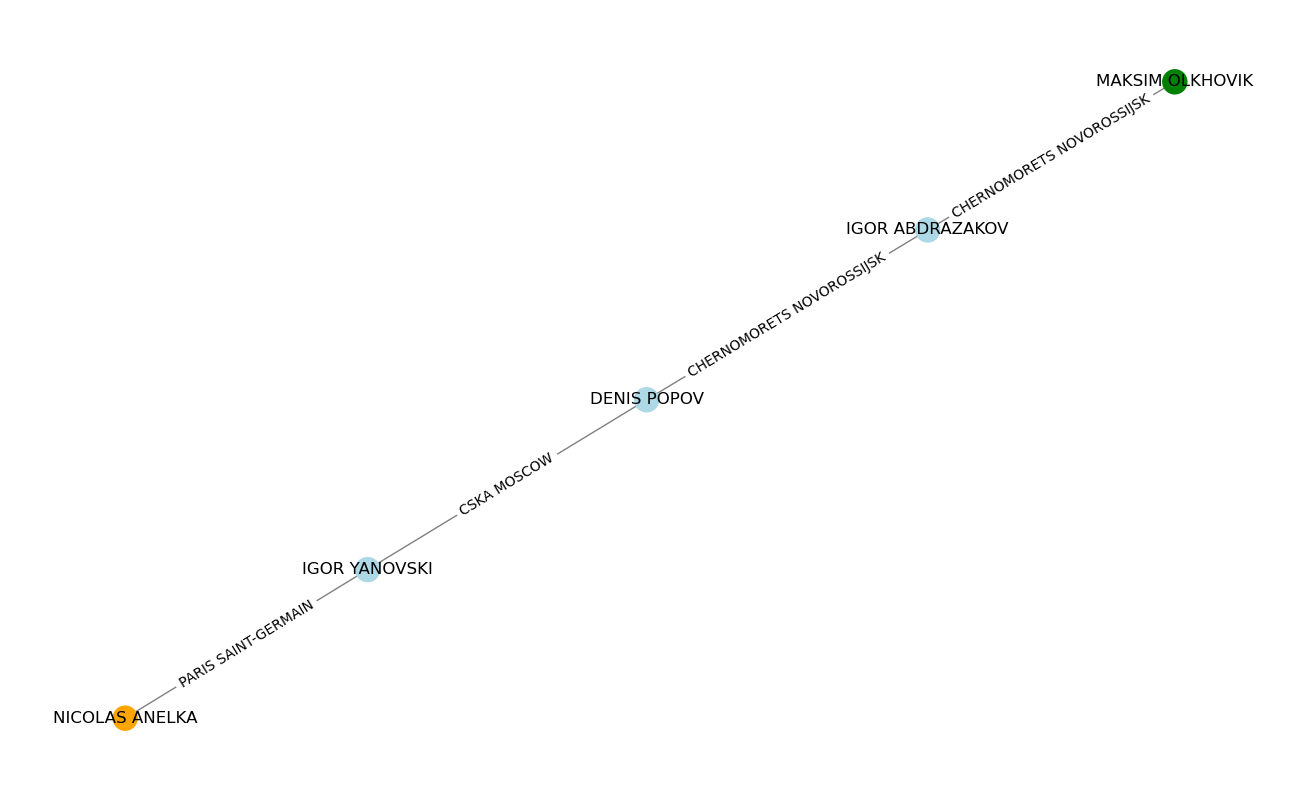 MAKSIM OLKHOVIK
CHERNOMORETS NOVOROSSIJSK
IGOR ABDRAZAKOV
CHERNOMORETS NOVOROSSIJSK
DENIS POPOV
CSKA MOSCOW
IGOR YANOVSKI
PARIS SAINT-GERMAIN
NICOLAS ANELKA